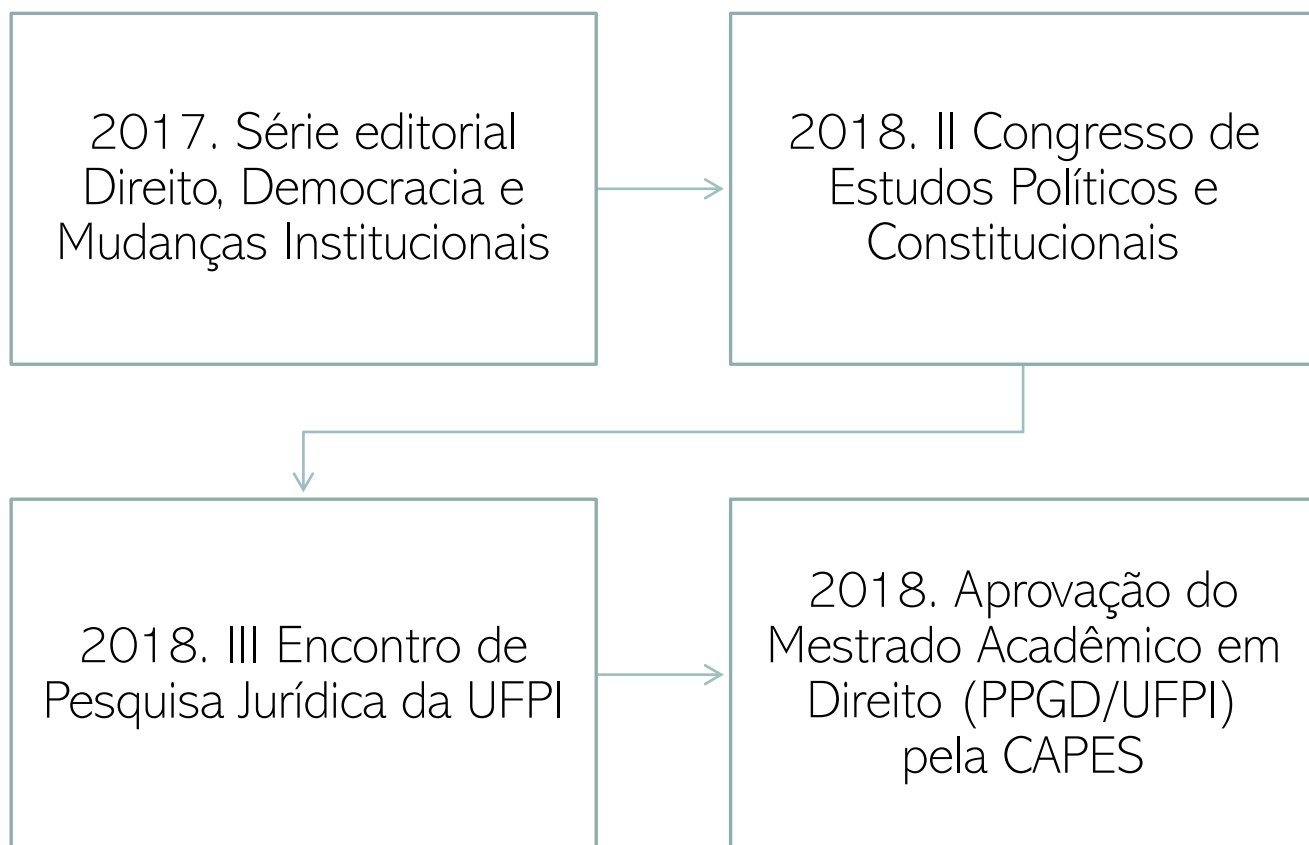 2017. Série editorial
Direito, Democracia e
Mudanças Institucionais
2018. II Congresso de
Estudos Políticos e
Constitucionais
2018. III Encontro de
Pesquisa Jurídica da UFPI
2018. Aprovação do
Mestrado Acadêmico em
Direito (PPGD/UFPI)
pela CAPES